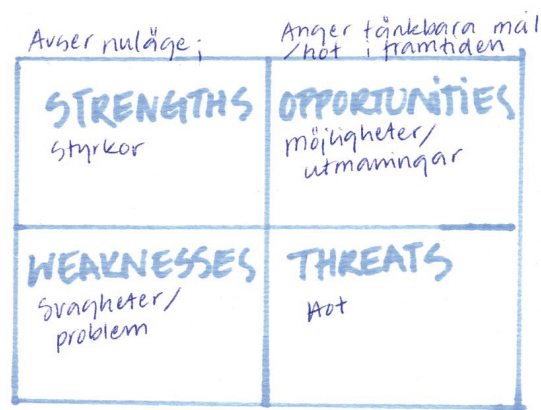 Avser nuläge;
Anger tänkbara mål
/hot i framtiden
STRENGTHS
styrkor
OPPORTUNITIES
möjligheter/
utmaningar
WEAKNESSES
svagheter/
problem
THREATS
Hot